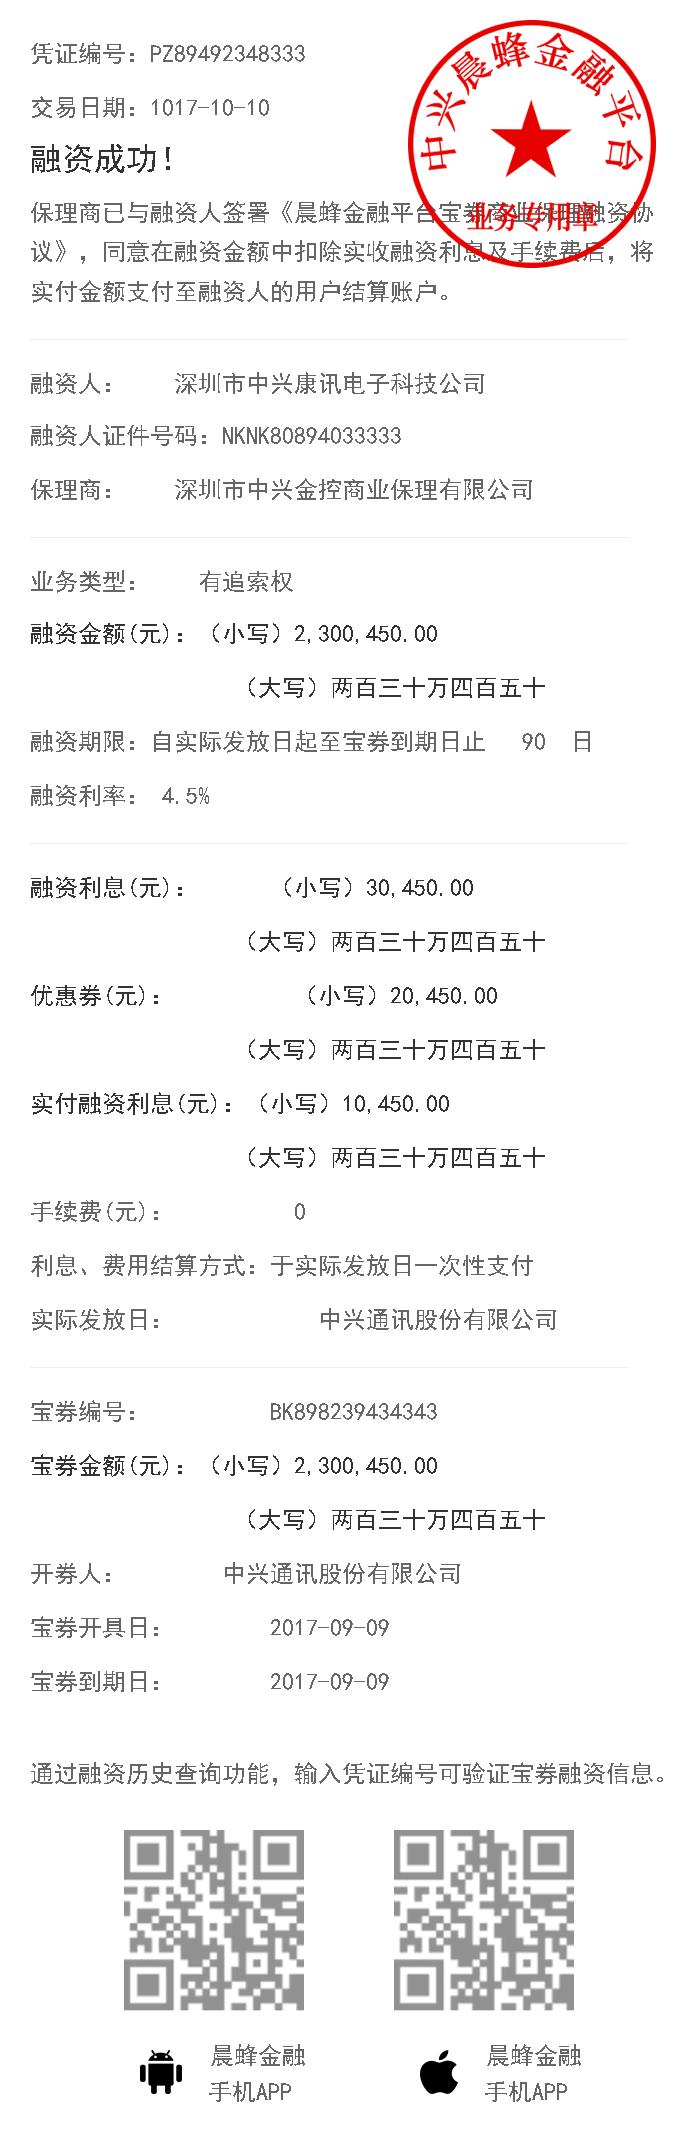 凭证编号：PZ89492348333
交易日期：1017-10-10
中兴晨蜂金融平台
业务专用章
融资成功！
保理商已与融资人签署《晨蜂金融平台宝券 保理融资协
议》，同意在融资金额中扣除实收融资利息及手续费后，将
实付金额支付至融资人的用户结算账户。
融资人： 深圳市中兴康讯电子科技公司
融资人证件号码：NKNK80894033333
保理商： 深圳市中兴金控商业保理有限公司
业务类型： 有追索权
融资金额(元)：（小写）2,300,450.00
（大写）两百三十万四百五十
融资期限：自实际发放日起至宝券到期日止 90 日
融资利率： 4.5%
融资利息(元)： （小写）30,450.00
（大写）两百三十万四百五十
优惠券(元)： （小写）20,450.00
（大写）两百三十万四百五十
实付融资利息(元)：（小写）10,450.00
（大写）两百三十万四百五十
手续费(元)： 0
利息、费用结算方式：于实际发放日一次性支付
实际发放日： 中兴通讯股份有限公司
宝券编号： BK898239434343
宝券金额(元)：（小写）2,300,450.00
（大写）两百三十万四百五十
开券人： 中兴通讯股份有限公司
宝券开具日： 2017-09-09
宝券到期日： 2017-09-09
通过融资历史查询功能，输入凭证编号可验证宝券融资信息。
晨蜂金融
手机APP
晨蜂金融
手机APP